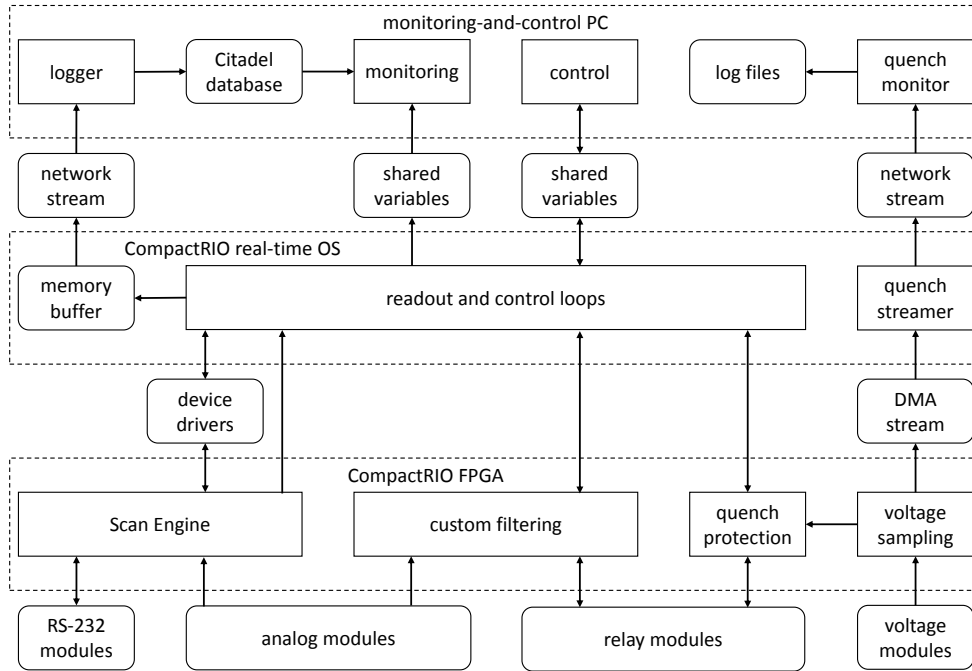 monitoring-and-control PC
logger
Citadel
database
monitoring
control
log files
quench
monitor
network
stream
shared
variables
shared
variables
network
stream
CompactRIO real-time OS
memory
buffer
readout and control loops
quench
streamer
device
drivers
DMA
stream
CompactRIO FPGA
Scan Engine
custom filtering
quench
protection
voltage
sampling
RS-232
modules
analog modules
relay modules
voltage
modules